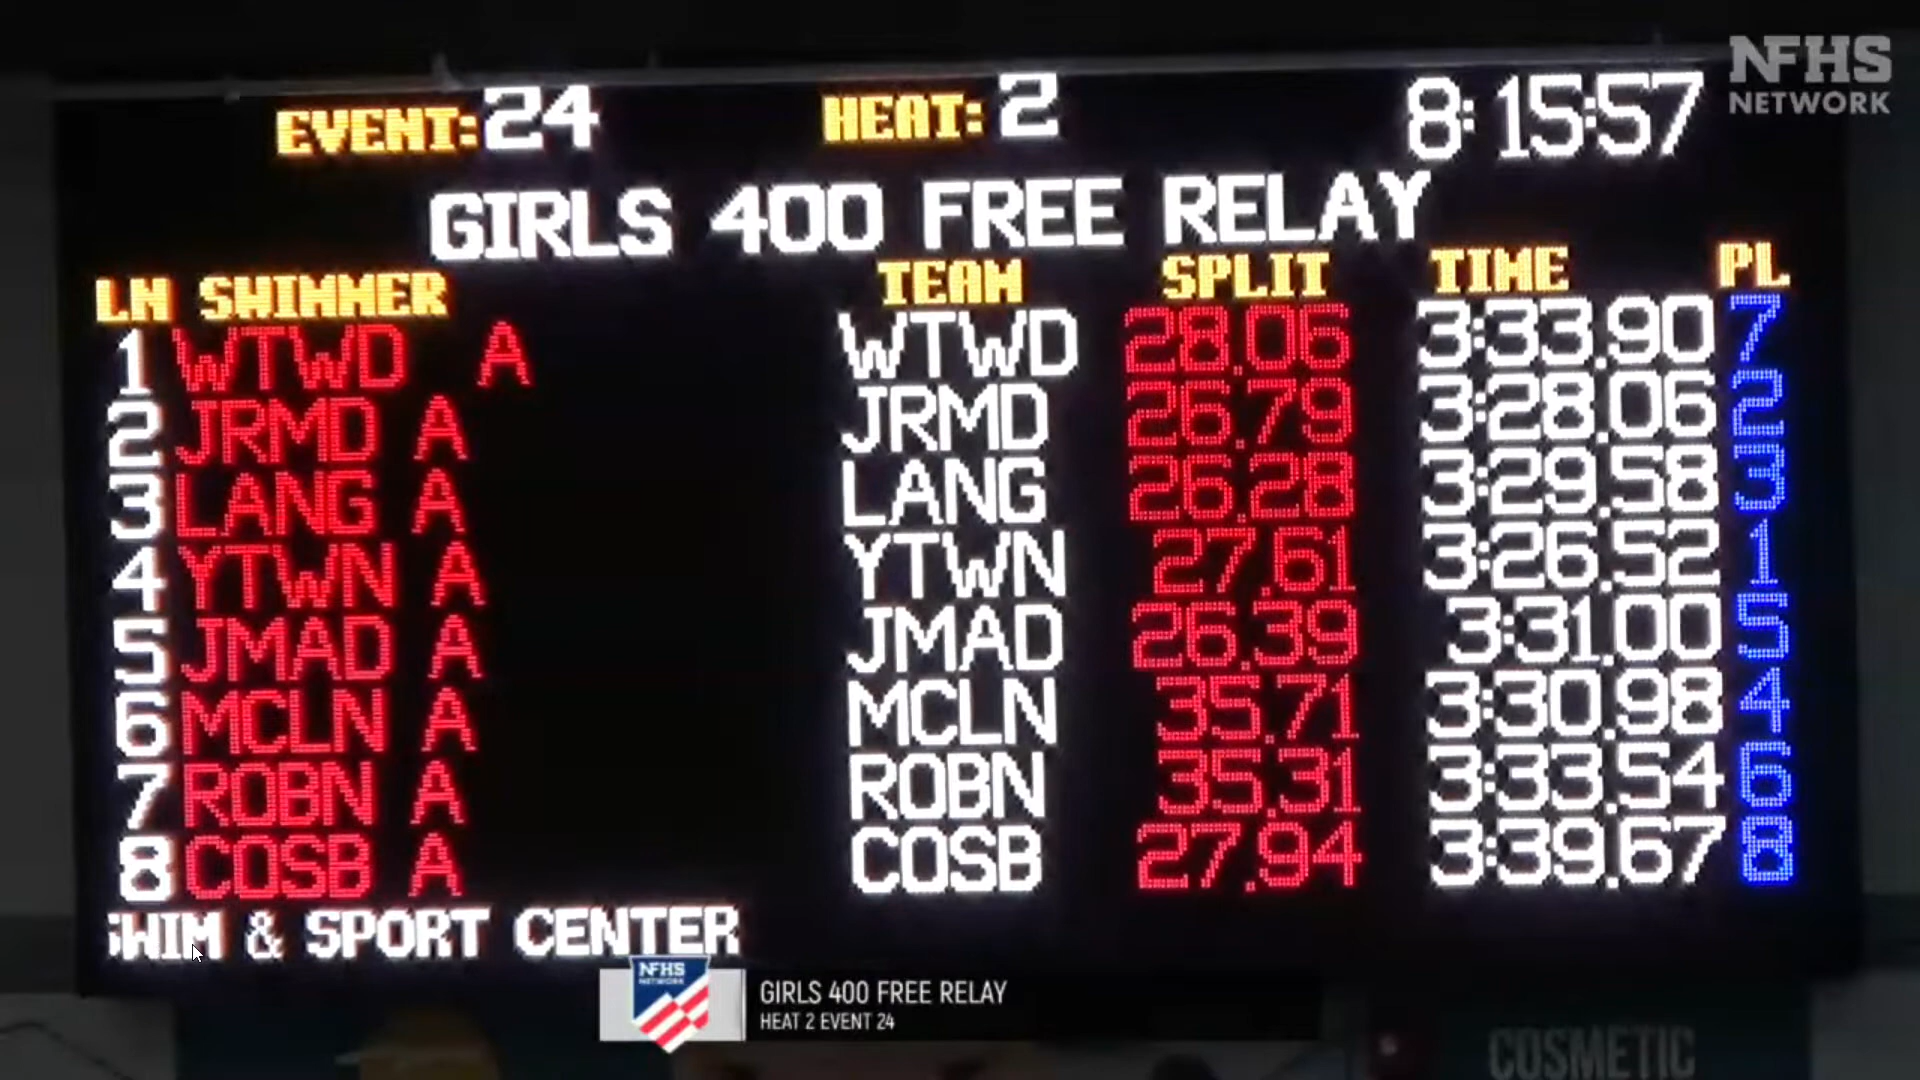 NFHS
NETWORK
EVENT: 24 HEAT: 2 8:15:57
GIRLS 400 FREE RELAY
LN SWIMMER TEAM SPLIT TIME PL
1 WTWD A WTWD 28.06 3:33.90 7
2 JRMD A JRMD 26.79 3:28.06 2
3 LANG A LANG 26.28 3:29.58 3
4 YTWN A YTWN 27.61 3:26.52 1
5 JMAD A JMAD 26.39 3:31.00 5
6 MCLN A MCLN 35.71 3:30.98 4
7 ROBN A ROBN 35.31 3:33.54 6
8 COSB A COSB 27.94 3:39.67 8
SWIM & SPORT CENTER
NFHS
NETWORK
GIRLS 400 FREE RELAY
HEAT 2 EVENT 24
COSMETIC